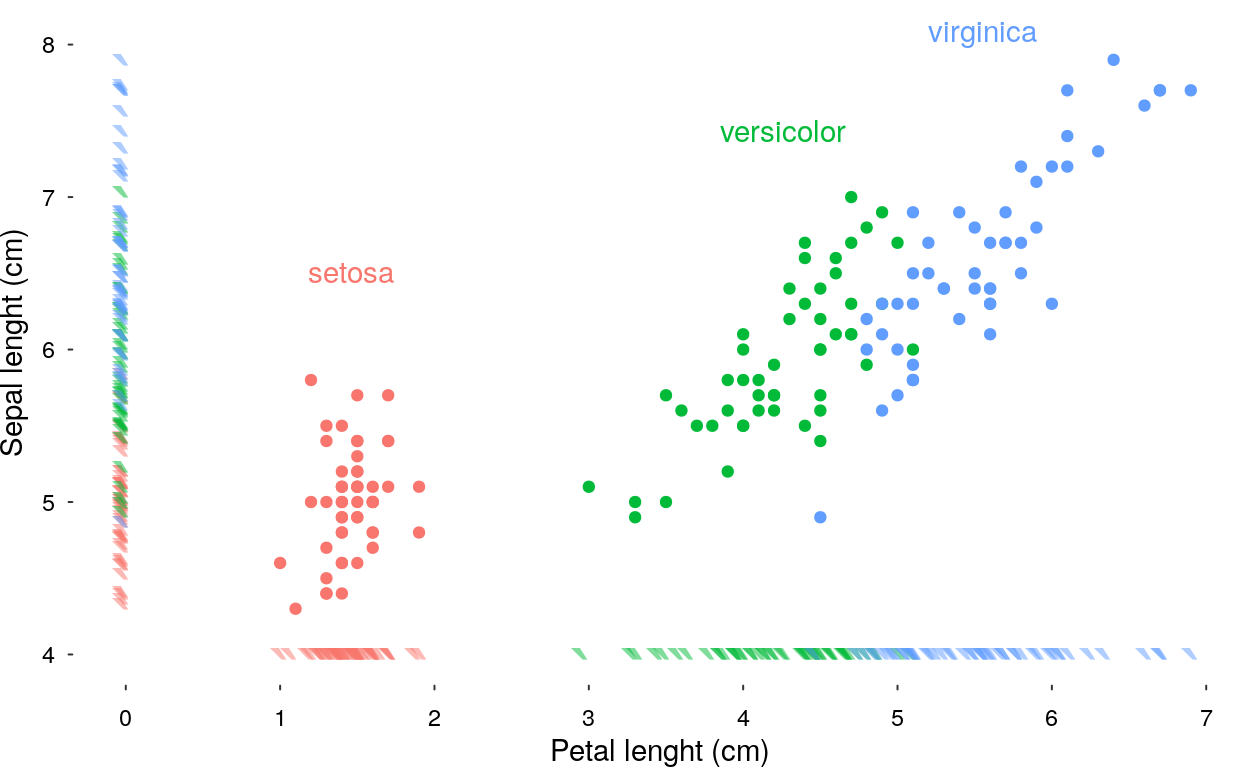 virginica
8
versicolor
7
setosa
6
5
4
0 1 2 3 4 5 6 7
Sepal lenght (cm)
Petal lenght (cm)